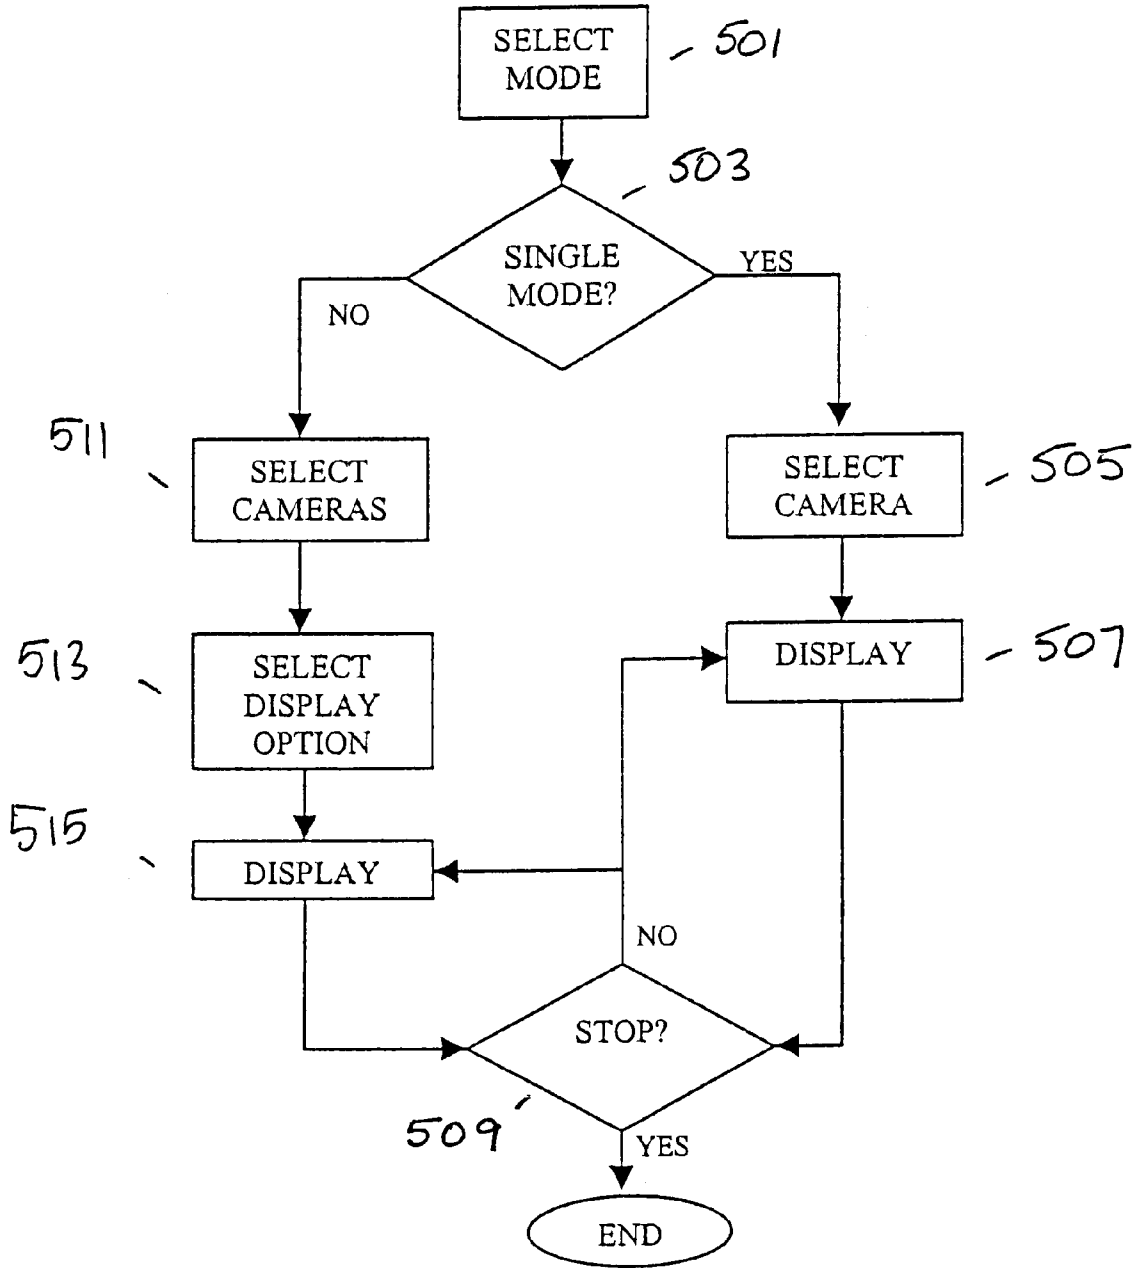 SELECT
MODE
501
503
SINGLE
MODE?
YES
NO
511
SELECT
CAMERAS
SELECT
CAMERA
505
513
SELECT
DISPLAY
OPTION
DISPLAY
507
515
DISPLAY
NO
STOP?
509
YES
END